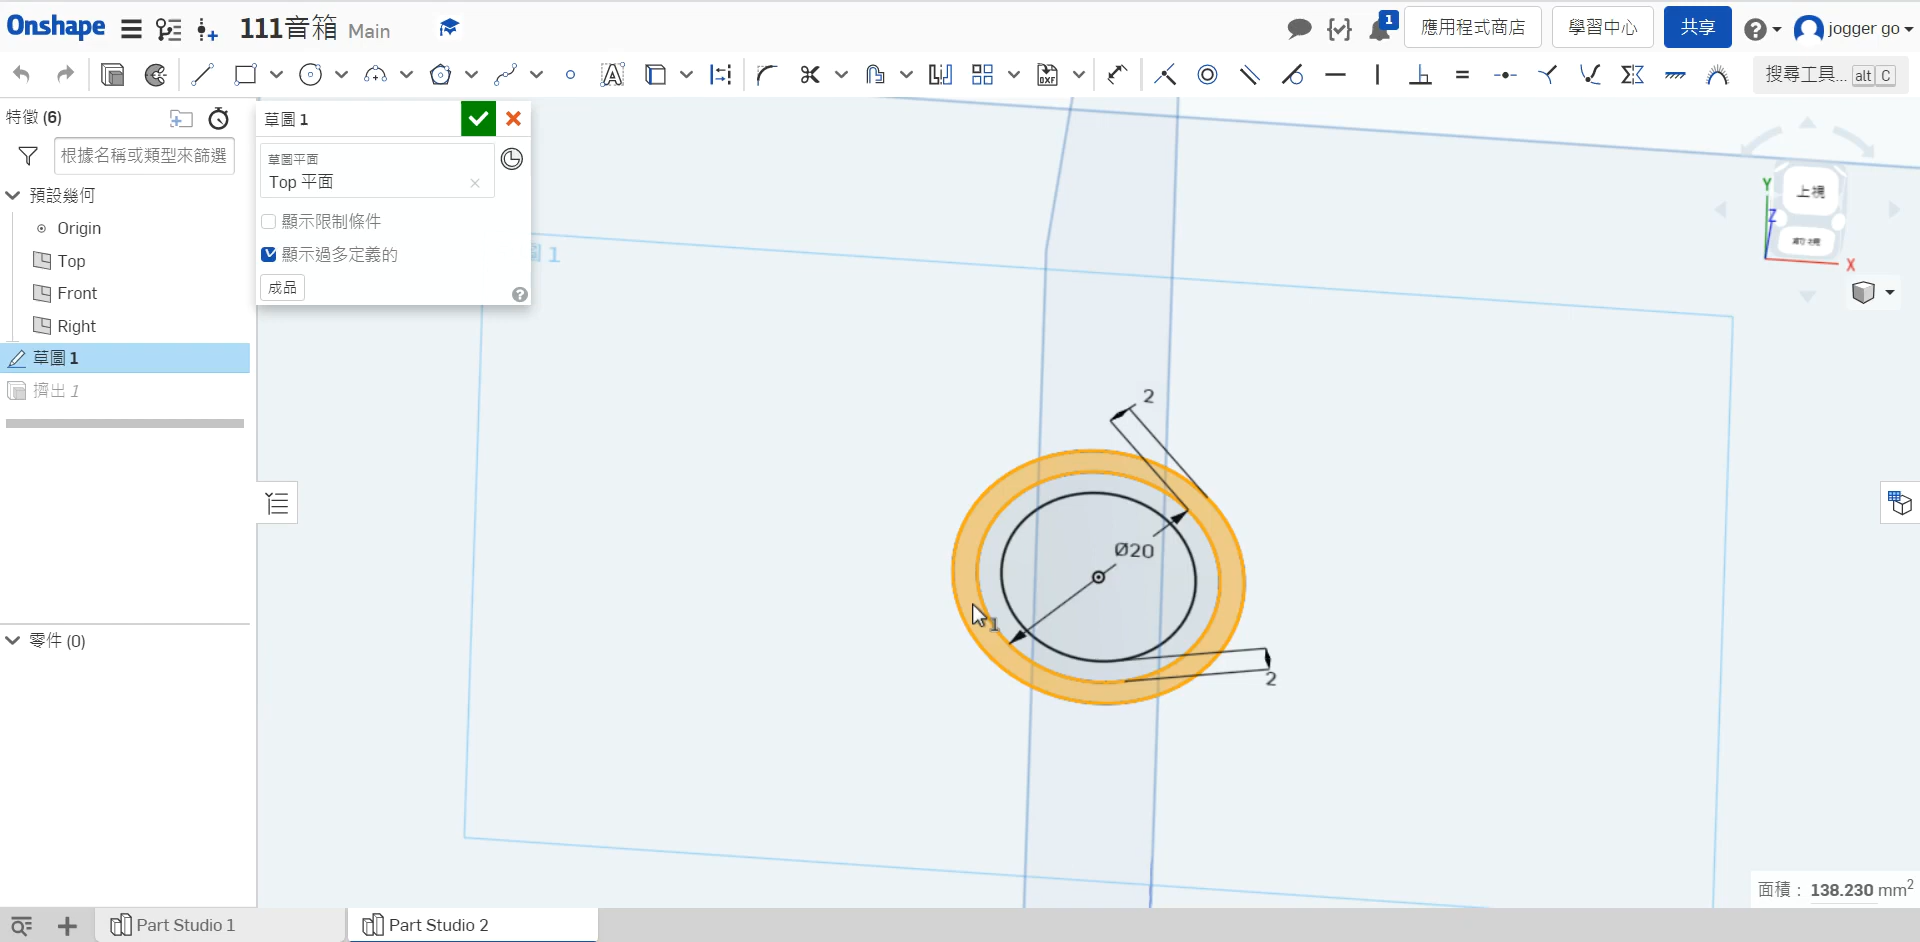 Onshape
111音箱 Main
1
應用程式商店
學習中心
共享
jogger go
搜尋工具... alt C
特徵 (6)
根據名稱或類型來篩選
預設幾何
Origin
Top
Front
Right
草圖 1
擠出 1
零件 (0)
草圖 1
草圖平面
Top 平面
顯示限制條件
顯示過多定義的
成品
圖 1
2
Ø20
1
2
上視
前視
Y
Z
X
面積： 138.230 mm²
Part Studio 1
Part Studio 2